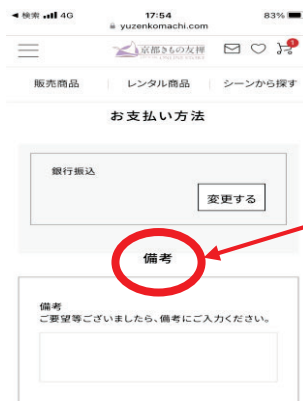 ◀ 検索 4G 17:54 83%
yuzenkomachi.com
京都きもの友禅
1
販売商品 レンタル商品 シーンから探す
お支払い方法
銀行振込
変更する
備考
備考
ご要望等ございましたら、備考にご入力ください。